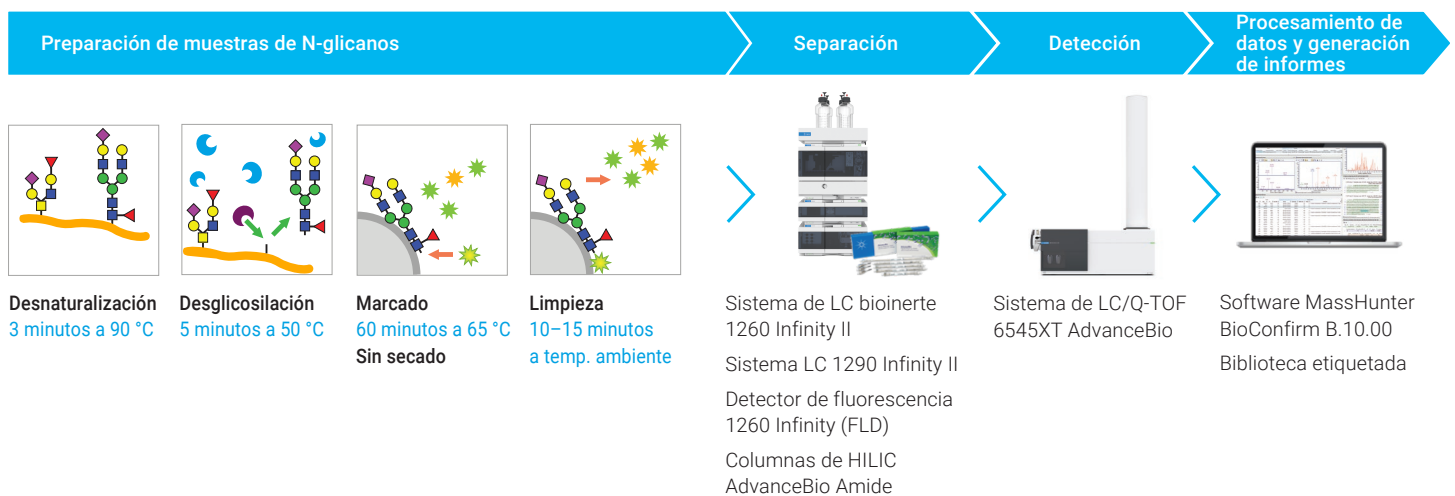 Preparación de muestras de N-glicanos
Separación
Detección
Procesamiento de
datos y generación
de informes
Desnaturalización
3 minutos a 90 °C
Desglicosilación
5 minutos a 50 °C
Marcado
60 minutos a 65 °C
Sin secado
Limpieza
10–15 minutos
a temp. ambiente
Sistema de LC bioinerte
1260 Infinity II
Sistema LC 1290 Infinity II
Detector de fluorescencia
1260 Infinity (FLD)
Columnas de HILIC
AdvanceBio Amide
Sistema de LC/Q-TOF
6545XT AdvanceBio
Software MassHunter
BioConfirm B.10.00
Biblioteca etiquetada